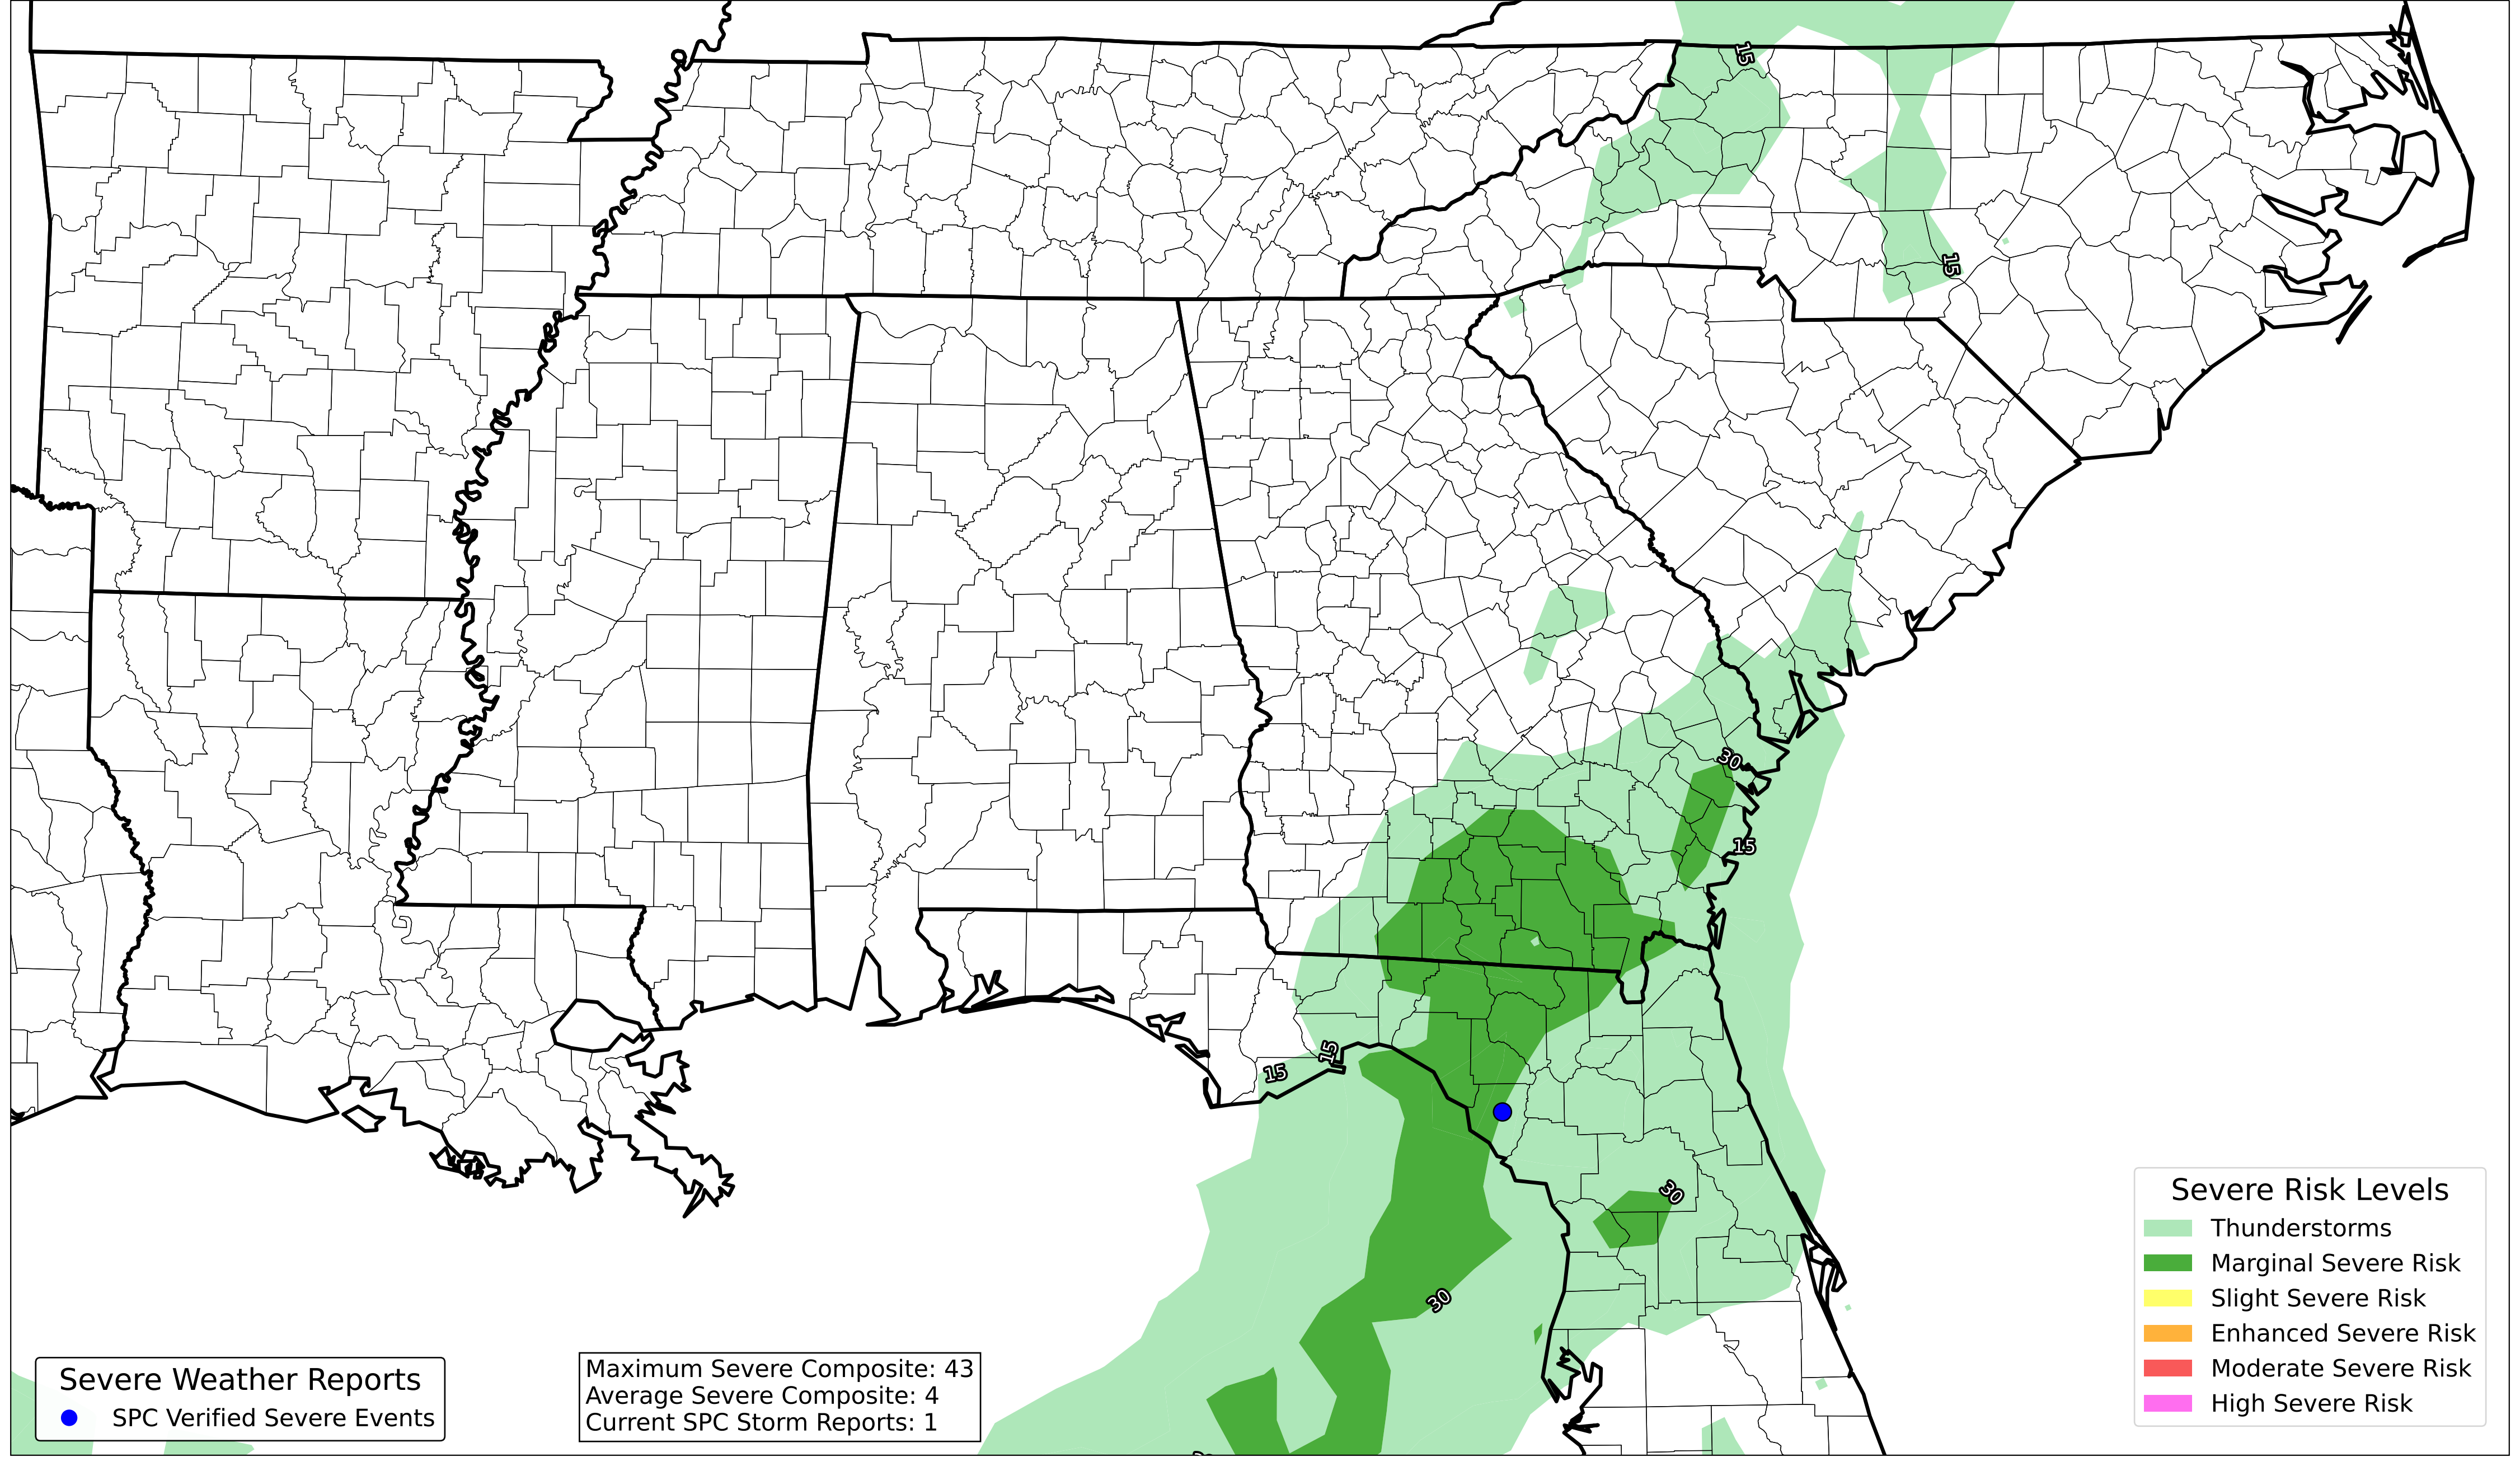 15
15
30
15
15
15
30
30
Severe Risk Levels
Thunderstorms
Marginal Severe Risk
Slight Severe Risk
Enhanced Severe Risk
Moderate Severe Risk
High Severe Risk
Severe Weather Reports
SPC Verified Severe Events
Maximum Severe Composite: 43
Average Severe Composite: 4
Current SPC Storm Reports: 1